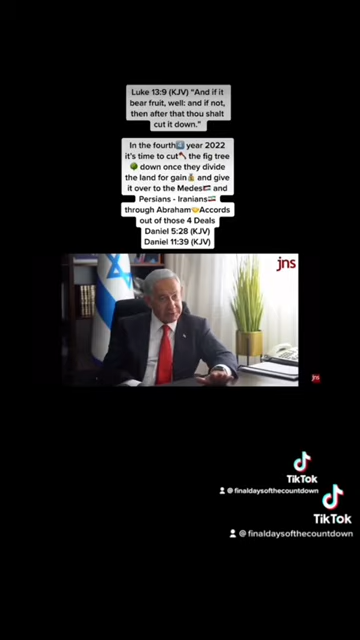 Luke 13:9 (KJV) "And if it
bear fruit, well: and if not,
then after that thou shalt
cut it down."
In the fourth4️⃣ year 2022
it's time to cut🪓 the fig tree
🌳 down once they divide
the land for gain💰 and give
it over to the Medes🇮🇶 and
Persians - Iranians🇮🇷
through Abraham🤝Accords
out of those 4 Deals
Daniel 5:28 (KJV)
Daniel 11:39 (KJV)
jns
jns
TikTok
@finaldaysofthecountdown
TikTok
@finaldaysofthecountdown